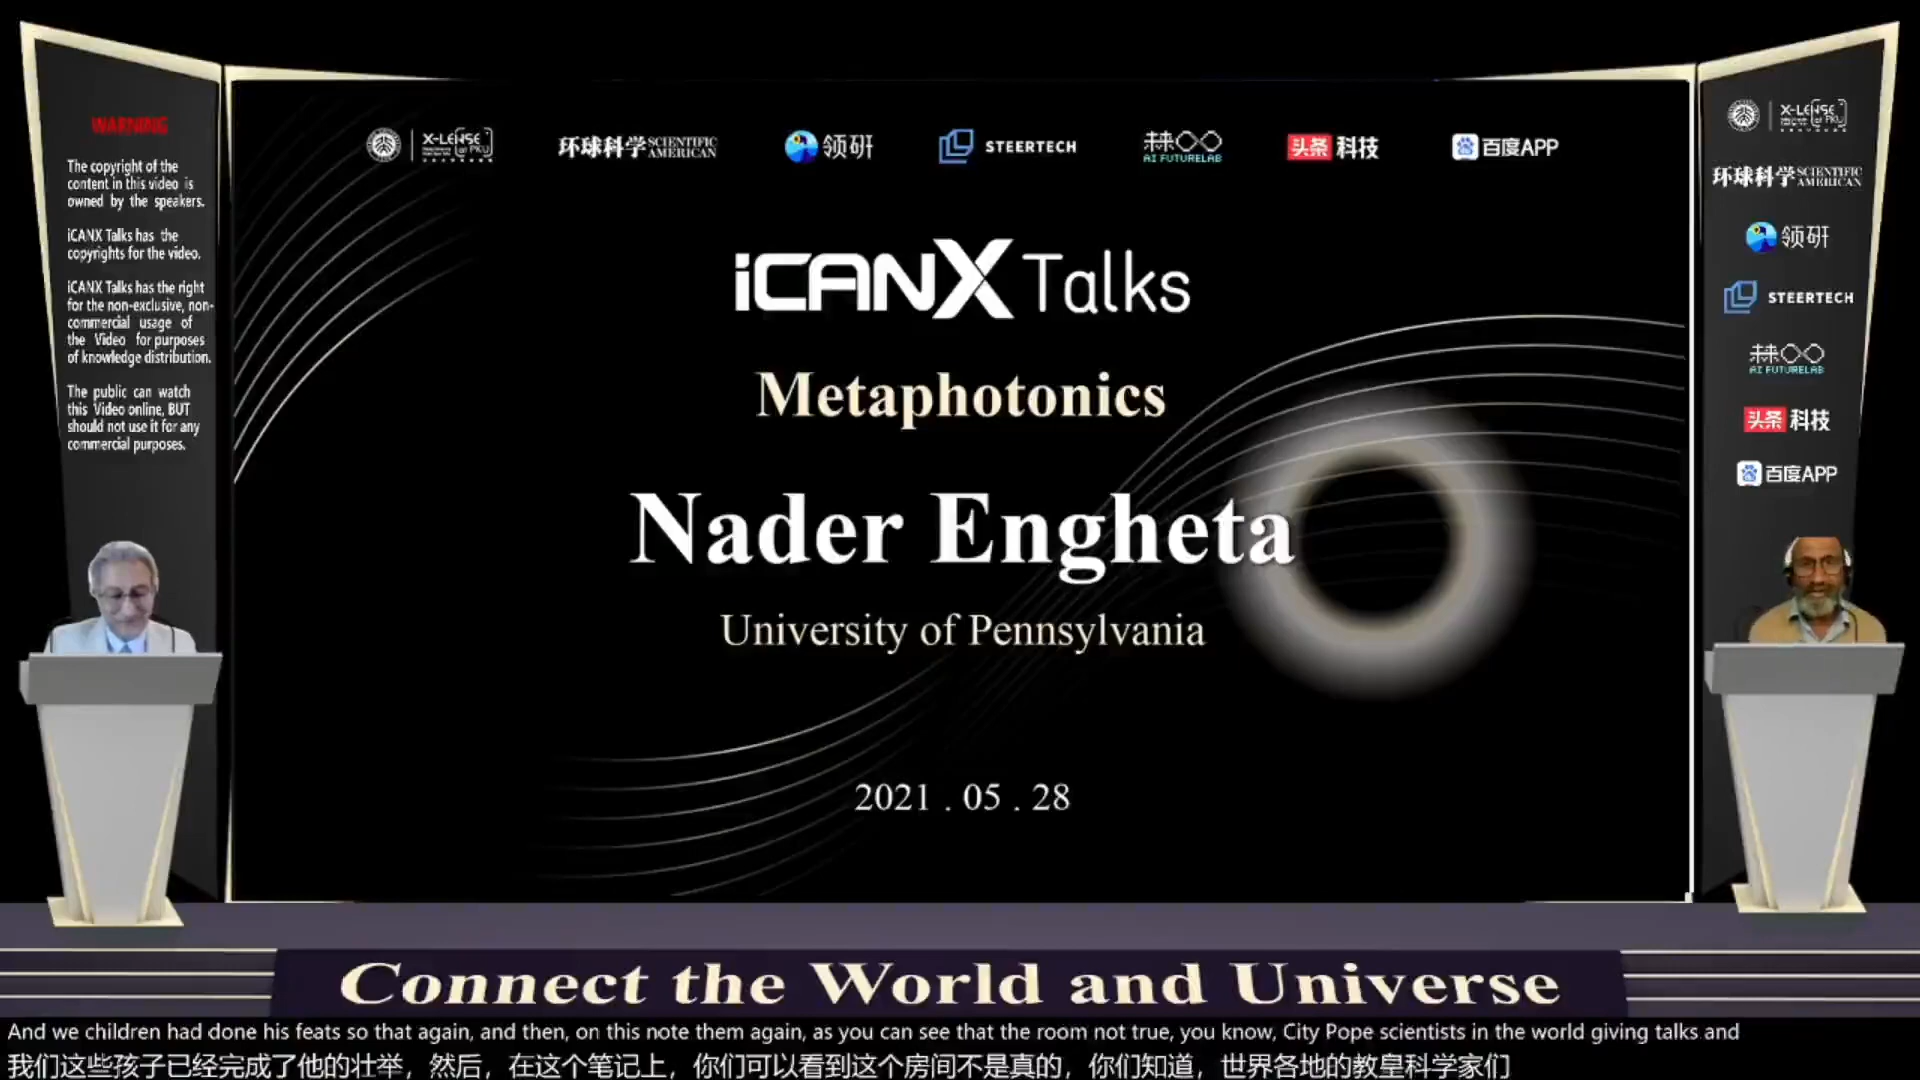 WARNING
The copyright of the
content in this video is
owned by the speakers.
iCANX Talks has the
copyrights for the video.
iCANX Talks has the right
for the non-exclusive, non-
commercial usage of
the Video for purposes
of knowledge distribution.
The public can watch
this Video online, BUT
should not use it for any
commercial purposes.
X-LENSE
环球科学 SCIENTIFIC AMERICAN
领研
STEERTECH
AI FUTURELAB
头条 科技
百度APP
iCANX Talks
Metaphotonics
Nader Engheta
University of Pennsylvania
2021 . 05 . 28
X-LENSE
环球科学 SCIENTIFIC AMERICAN
领研
STEERTECH
AI FUTURELAB
头条 科技
百度APP
Connect the World and Universe
And we children had done his feats so that again, and then, on this note them again, as you can see that the room not true, you know, City Pope scientists in the world giving talks and
我们这些孩子已经完成了他的壮举，然后，在这个笔记上，你们可以看到这个房间不是真的，你们知道，世界各地的教皇科学家们